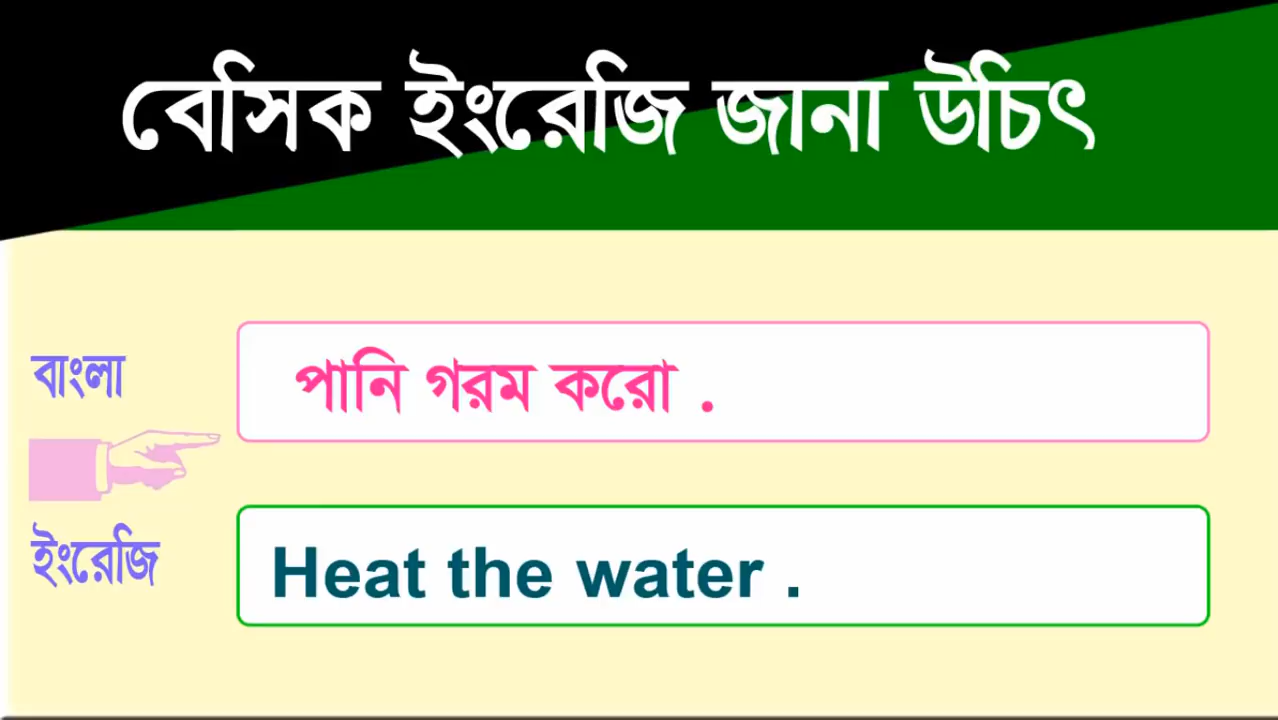 বেসিক ইংরেজি জানা উচিৎ
বাংলা
পানি গরম করো .
ইংরেজি
Heat the water .